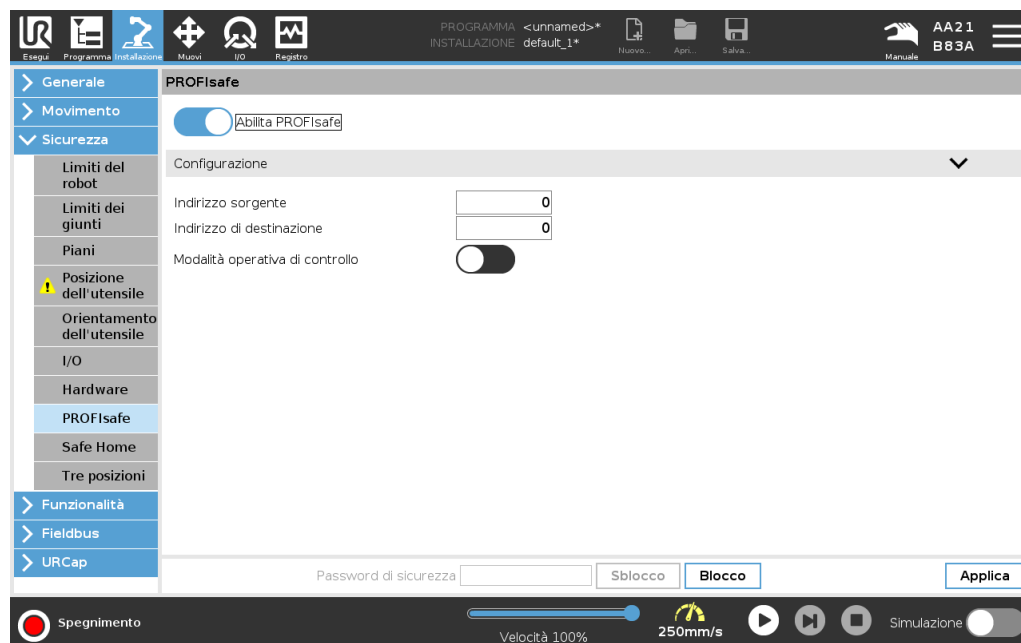 PROGRAMMA <unnamed>*
INSTALLAZIONE default_1*
Esegui Programma Installazione Muovi I/O Registro
Nuovo... Apri... Salva...
Manuale
AA21
B83A
Generale
Movimento
Sicurezza
Limiti del
robot
Limiti dei
giunti
Piani
Posizione
dell'utensile
Orientamento
dell'utensile
I/O
Hardware
PROFIsafe
Safe Home
Tre posizioni
Funzionalità
Fieldbus
URCap
PROFIsafe
Abilita PROFIsafe
Configurazione
Indirizzo sorgente 0
Indirizzo di destinazione 0
Modalità operativa di controllo
Password di sicurezza Sblocco Blocco Applica
Spegnimento
Velocità 100%
250mm/s
Simulazione